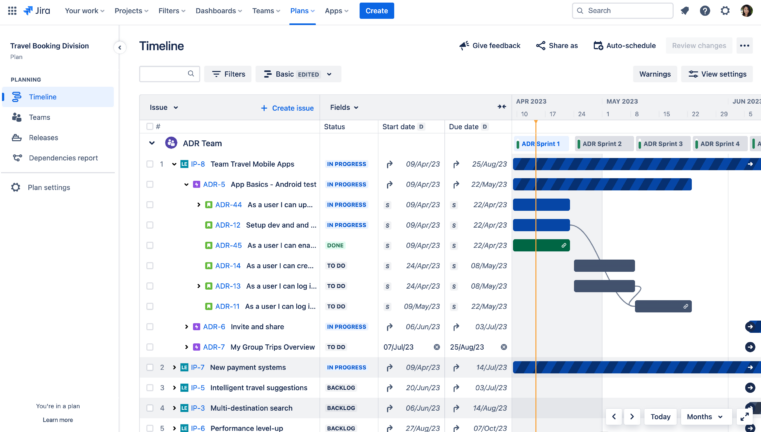 Jira Your work Projects Filters Dashboards Teams Plans Apps Create Search
Travel Booking Division
Plan
PLANNING
Timeline
Teams
Releases
Dependencies report
Plan settings
You're in a plan
Learn more
Timeline
Give feedback Share as Auto-schedule Review changes
Filters Basic EDITED Warnings View settings
Issue Create issue Fields APR 2023 MAY 2023 JUN 2023
10 17 24 1 8 15 22 29 5
# Status Start date D Due date D
ADR Team ADR Sprint 1 ADR Sprint 2 ADR Sprint 3 ADR Sprint 4 A
1 LE IP-8 Team Travel Mobile Apps IN PROGRESS 09/Apr/23 25/Aug/23
ADR-5 App Basics - Android test IN PROGRESS 09/Apr/23 22/May/23
ADR-44 As a user I can up... IN PROGRESS S 09/Apr/23 S 22/Apr/23
ADR-12 Setup dev and and ... IN PROGRESS S 09/Apr/23 S 22/Apr/23
ADR-45 As a user I can ena... DONE S 09/Apr/23 S 22/Apr/23
ADR-14 As a user I can cre... TO DO S 24/Apr/23 S 08/May/23
ADR-13 As a user I can log i... TO DO S 24/Apr/23 S 08/May/23
ADR-11 As a user I can log i... TO DO S 09/May/23 S 22/May/23
ADR-6 Invite and share IN PROGRESS 06/Jun/23 03/Jul/23
ADR-7 My Group Trips Overview TO DO 07/Jul/23 25/Aug/23
2 LE IP-7 New payment systems IN PROGRESS 09/Apr/23 14/Jul/23
3 LE IP-5 Intelligent travel suggestions BACKLOG 20/Jun/23 03/Jul/23
4 LE IP-3 Multi-destination search BACKLOG 06/Jun/23 14/Aug/23
5 LE IP-6 Performance level-up BACKLOG 27/Aug/23 07/Oct/23
Today Months